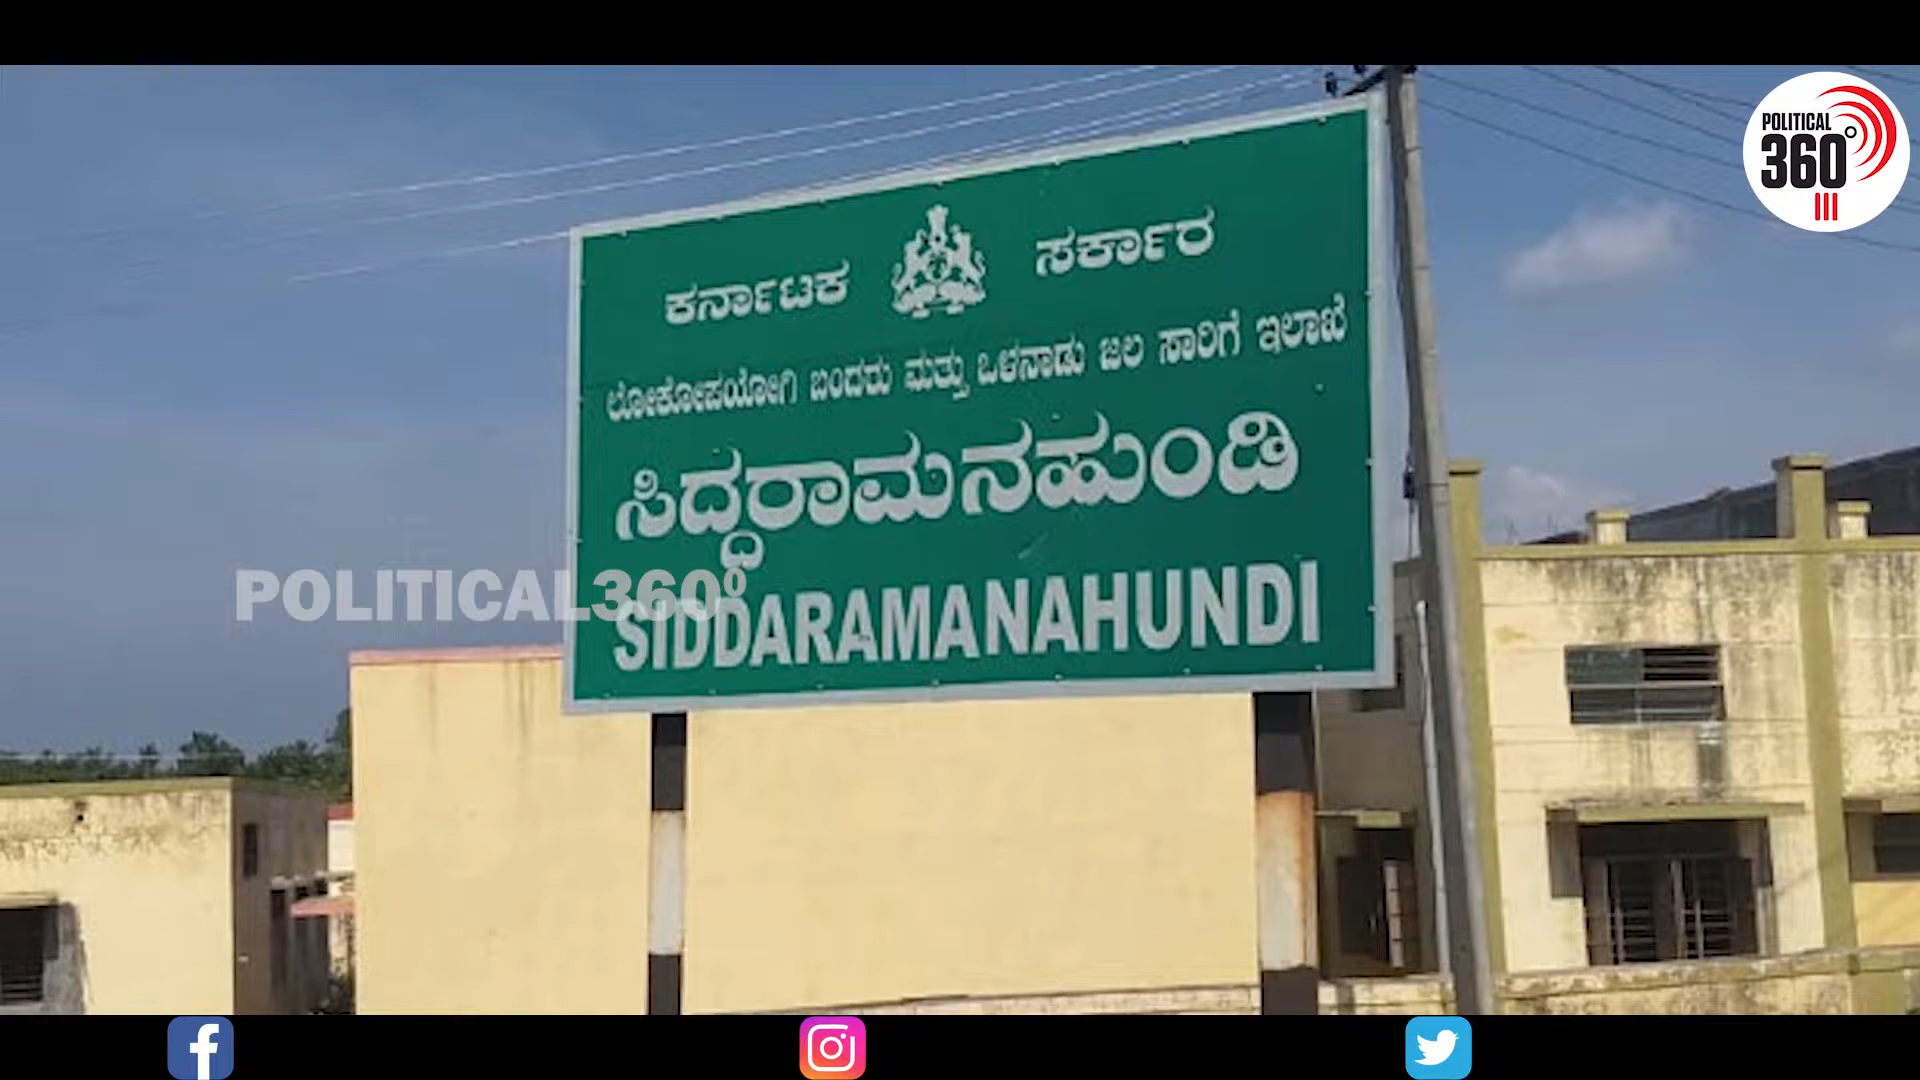 ಕರ್ನಾಟಕ ಸರ್ಕಾರ
ಲೋಕೋಪಯೋಗಿ ಬಂದರು ಮತ್ತು ಒಳನಾಡು ಜಲ ಸಾರಿಗೆ ಇಲಾಖೆ
ಸಿದ್ದರಾಮನಹುಂಡಿ
SIDDARAMANAHUNDI
POLITICAL360°
POLITICAL
360°